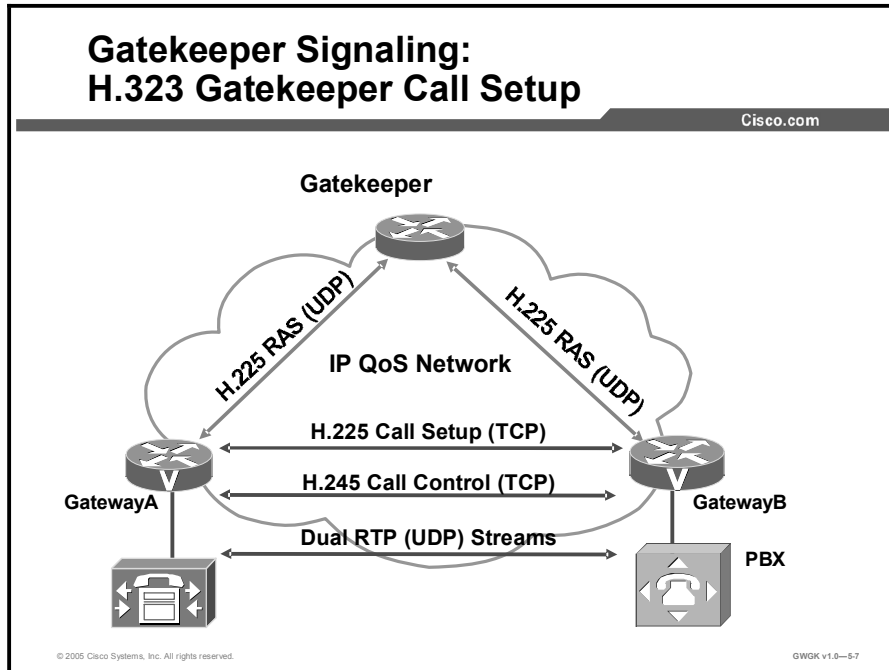 Gatekeeper Signaling:
H.323 Gatekeeper Call Setup
Cisco.com
Gatekeeper
H.225 RAS (UDP)
H.225 RAS (UDP)
IP QoS Network
H.225 Call Setup (TCP)
V
V
H.245 Call Control (TCP)
GatewayA
GatewayB
Dual RTP (UDP) Streams
PBX
© 2005 Cisco Systems, Inc. All rights reserved.
GWGK v1.0—5-7